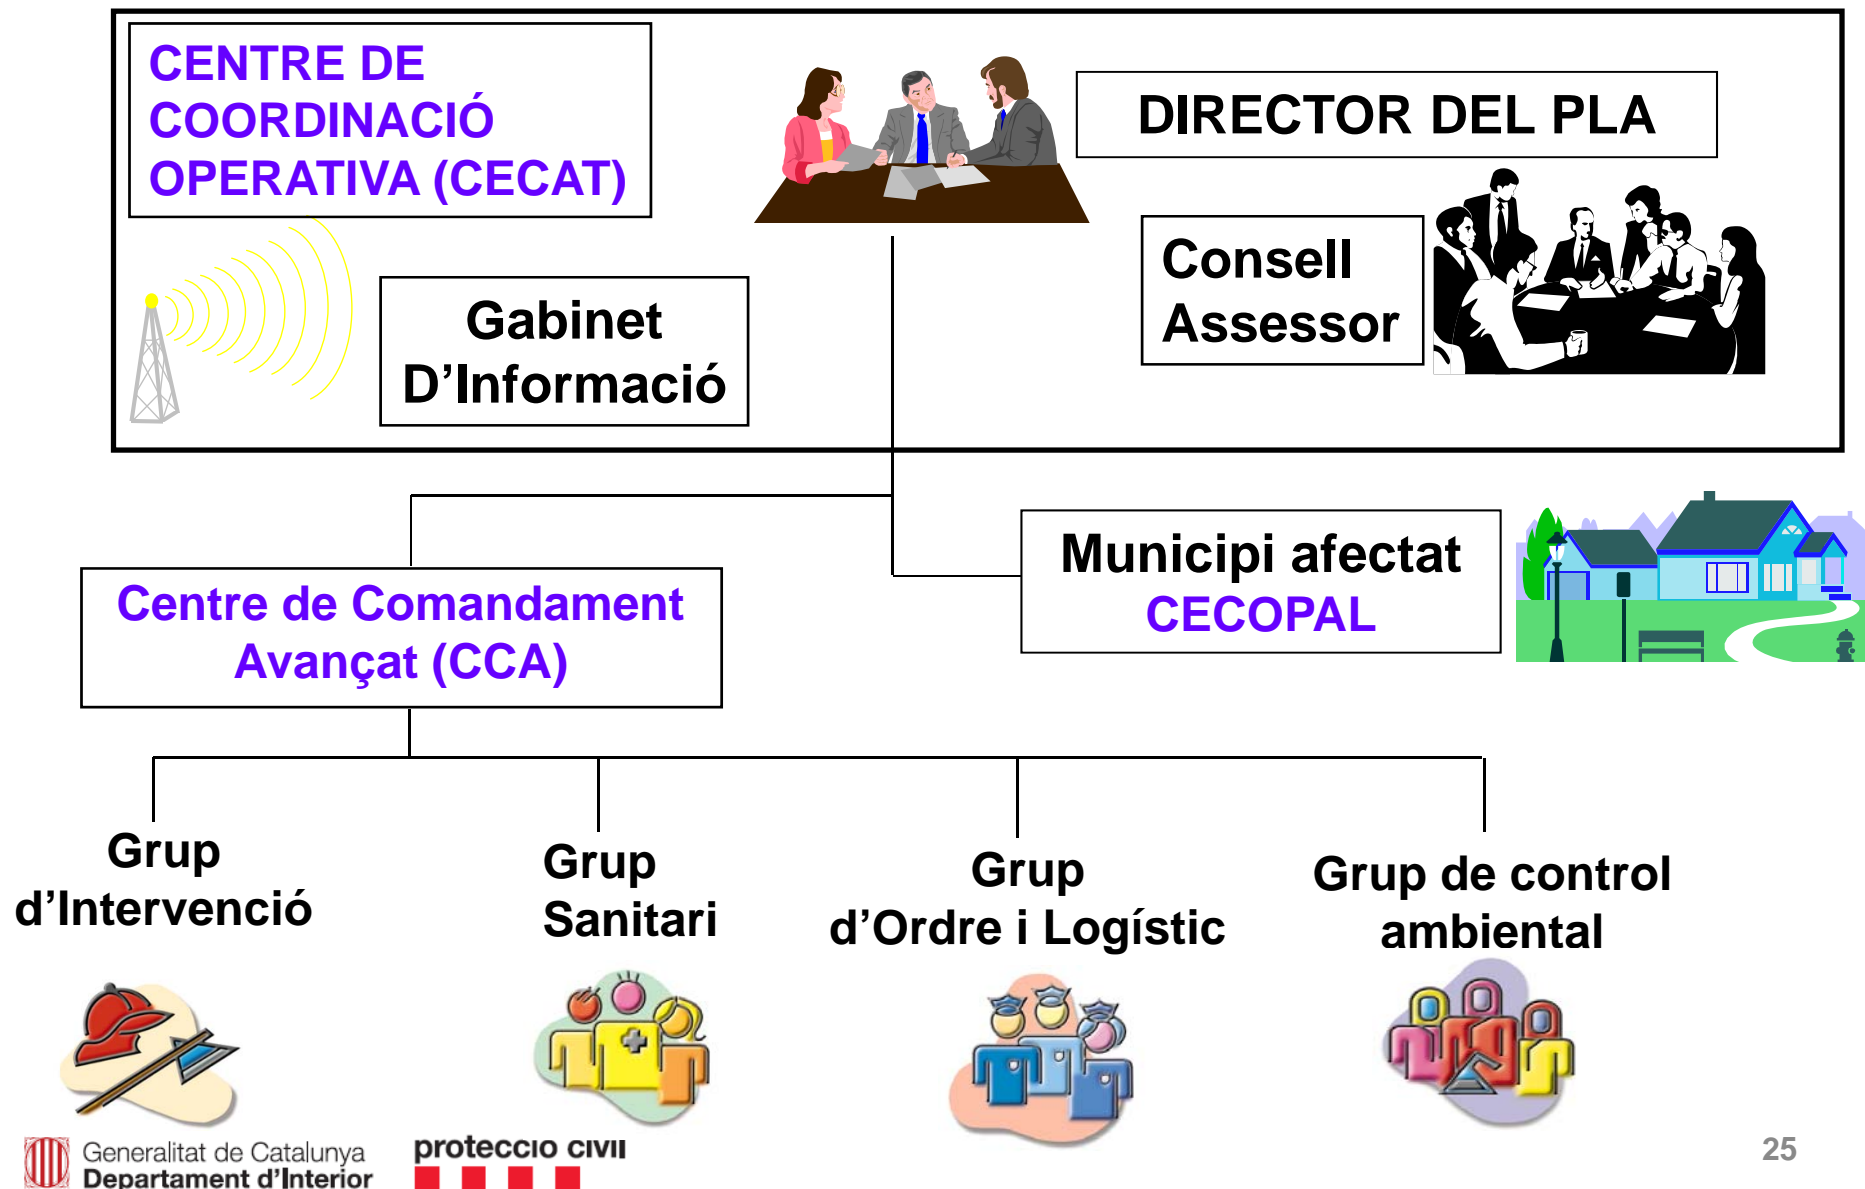 CENTRE DE
COORDINACIÓ
OPERATIVA (CECAT)
DIRECTOR DEL PLA
Consell
Assessor
Gabinet
D’Informació
Municipi afectat
CECOPAL
Centre de Comandament
Avançat (CCA)
Grup
d’Intervenció
Grup
Sanitari
Grup
d’Ordre i Logístic
Grup de control
ambiental
Generalitat de Catalunya
Departament d’Interior
protecció civil
25